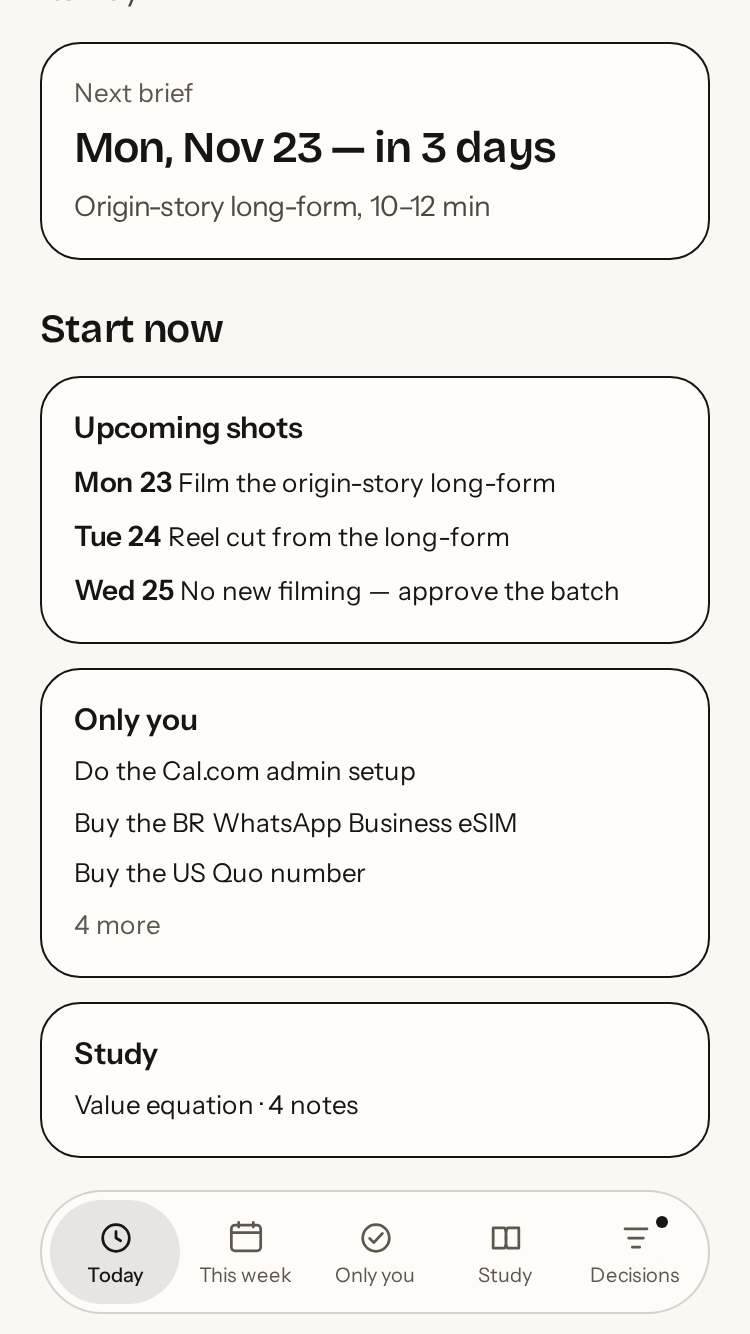 Next brief
Mon, Nov 23 — in 3 days
Origin-story long-form, 10–12 min
Start now
Upcoming shots
Mon 23 Film the origin-story long-form
Tue 24 Reel cut from the long-form
Wed 25 No new filming — approve the batch
Only you
Do the Cal.com admin setup
Buy the BR WhatsApp Business eSIM
Buy the US Quo number
4 more
Study
Value equation · 4 notes
Today
This week
Only you
Study
Decisions